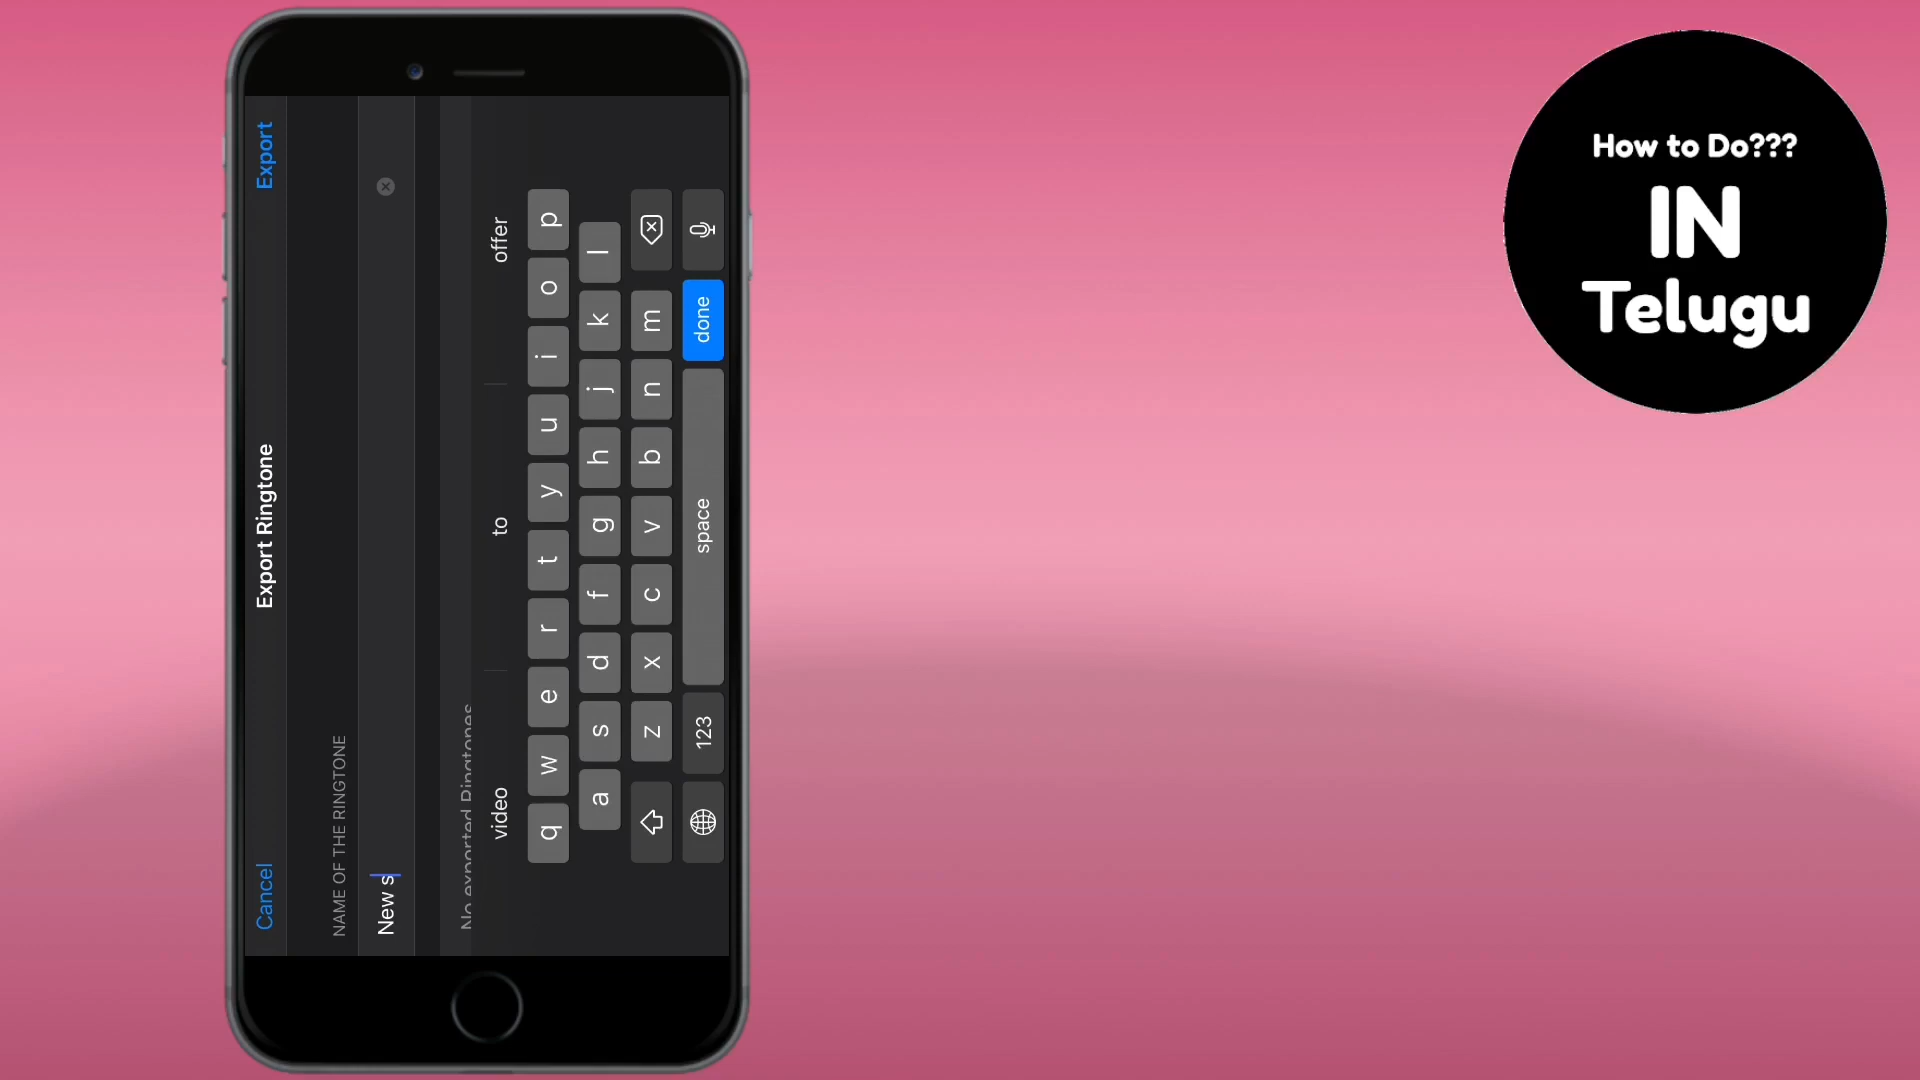 Cancel Export Ringtone Export
NAME OF THE RINGTONE
New s
No exported Ringtones
video to offer
q w e r t y u i o p
a s d f g h j k l
z x c v b n m
123 space done
How to Do???
IN
Telugu